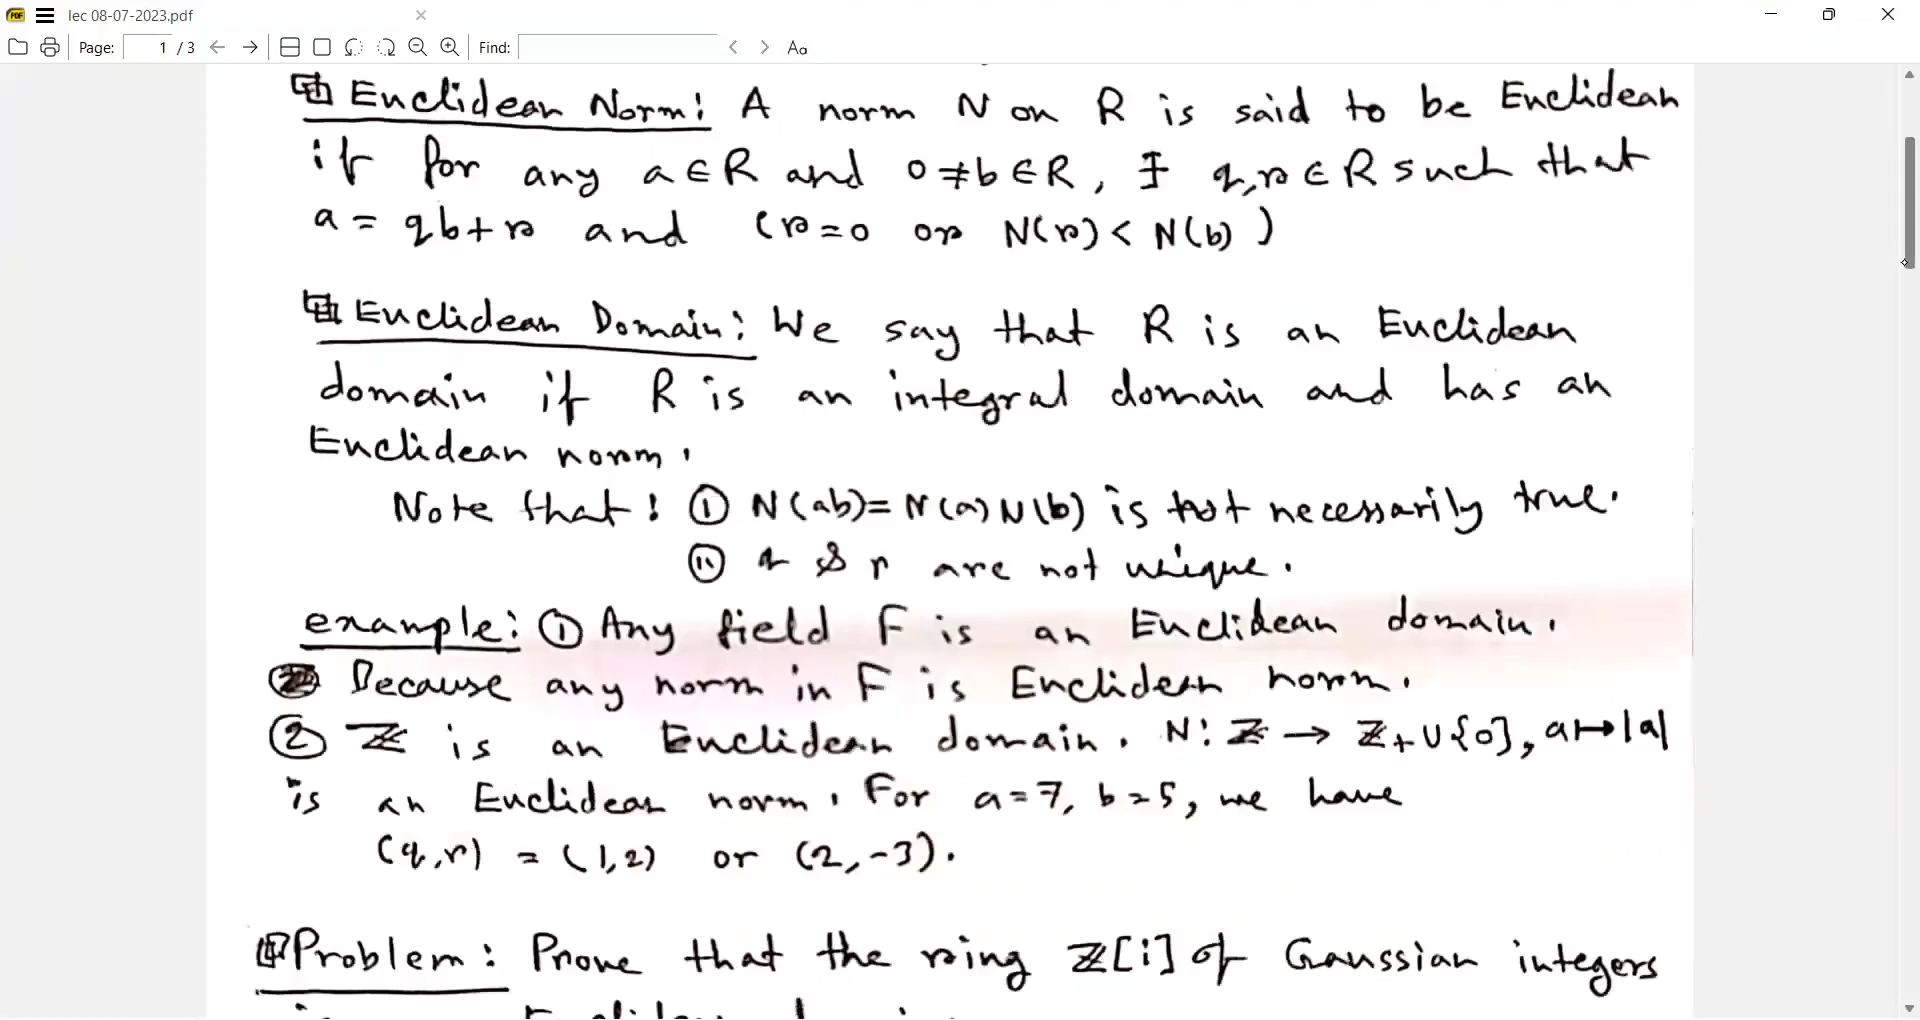 lec 08-07-2023.pdf
Page: 1 / 3 Find: Aa
Euclidean Norm: A norm N on R is said to be Euclidean
if for any a∈R and 0≠b∈R, ∃ q,r∈R such that
a = qb+r and (r=0 or N(r) < N(b) )
Euclidean Domain: We say that R is an Euclidean
domain if R is an integral domain and has an
Euclidean norm.
Note that: ① N(ab)= N(a)N(b) is not necessarily true.
⑪ q & r are not unique.
example: ① Any field F is an Euclidean domain.
Because any norm in F is Euclidean norm.
② ℤ is an Euclidean domain. N: ℤ → ℤ+ ∪{0}, a↦|a|
is an Euclidean norm. For a=7, b=5, we have
(q,r) = (1,2) or (2,-3).
Problem: Prove that the ring ℤ[i] of Gaussian integers